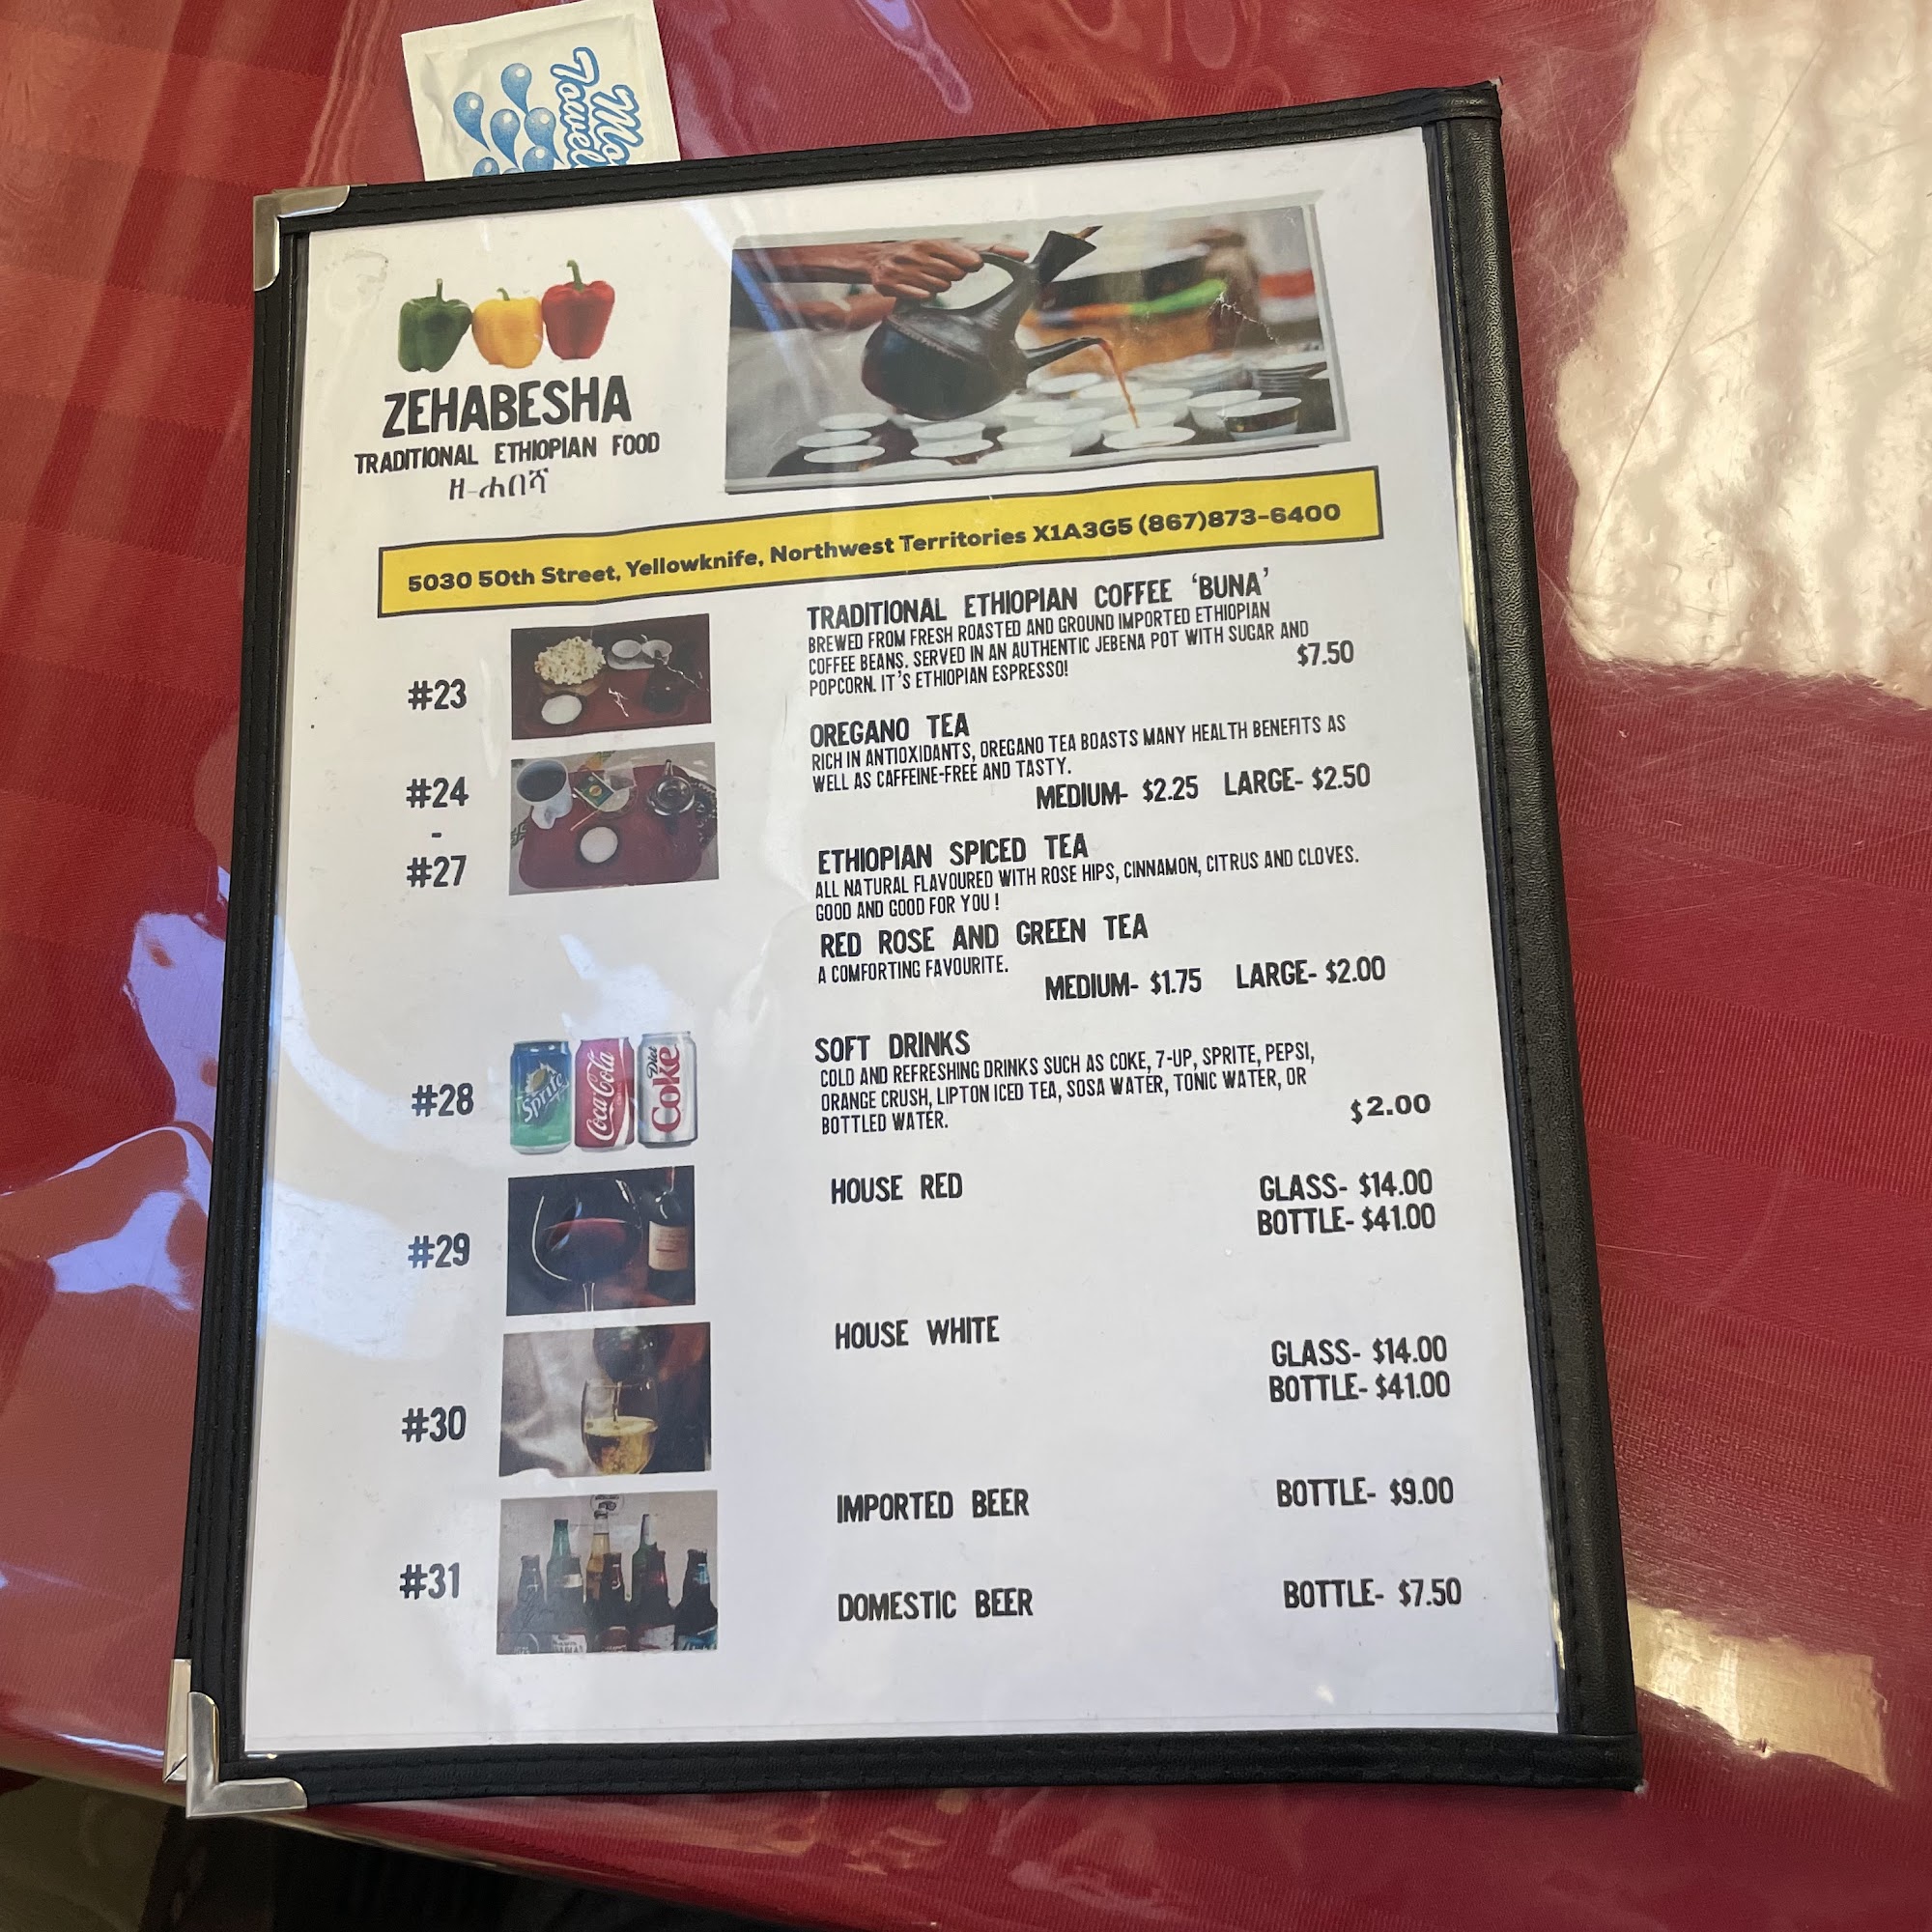 Towel
ZEHABESHA
TRADITIONAL ETHIOPIAN FOOD
ዘ-ሐበሻ
5030 50th Street, Yellowknife, Northwest Territories X1A3G5 (867)873-6400
#23
TRADITIONAL ETHIOPIAN COFFEE ‘BUNA’
BREWED FROM FRESH ROASTED AND GROUND IMPORTED ETHIOPIAN
COFFEE BEANS. SERVED IN AN AUTHENTIC JEBENA POT WITH SUGAR AND
POPCORN. IT'S ETHIOPIAN ESPRESSO!
$7.50
#24
-
#27
OREGANO TEA
RICH IN ANTIOXIDANTS, OREGANO TEA BOASTS MANY HEALTH BENEFITS AS
WELL AS CAFFEINE-FREE AND TASTY.
MEDIUM- $2.25 LARGE- $2.50
ETHIOPIAN SPICED TEA
ALL NATURAL FLAVOURED WITH ROSE HIPS, CINNAMON, CITRUS AND CLOVES.
GOOD AND GOOD FOR YOU !
RED ROSE AND GREEN TEA
A COMFORTING FAVOURITE.
MEDIUM- $1.75 LARGE- $2.00
#28
Sprite
Coca-Cola
Diet
Coke
SOFT DRINKS
COLD AND REFRESHING DRINKS SUCH AS COKE, 7-UP, SPRITE, PEPSI,
ORANGE CRUSH, LIPTON ICED TEA, SOSA WATER, TONIC WATER, OR
BOTTLED WATER.
$2.00
#29
HOUSE RED
GLASS- $14.00
BOTTLE- $41.00
#30
HOUSE WHITE
GLASS- $14.00
BOTTLE- $41.00
#31
IMPORTED BEER
BOTTLE- $9.00
DOMESTIC BEER
BOTTLE- $7.50